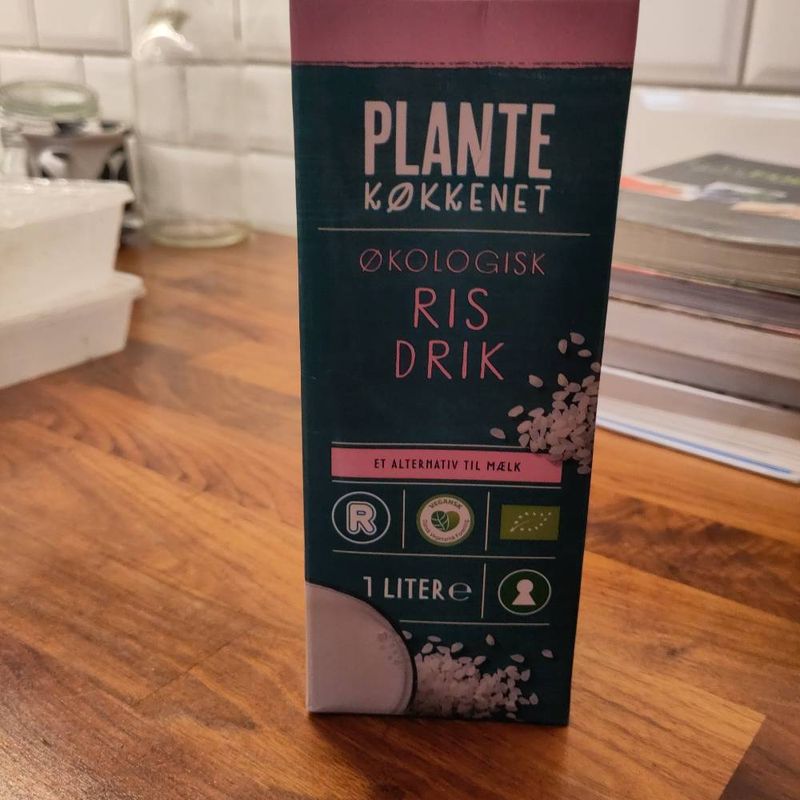 PLANTE
KØKKENET
ØKOLOGISK
RIS
DRIK
ET ALTERNATIV TIL MÆLK
R
VEGANSK
1 LITER e